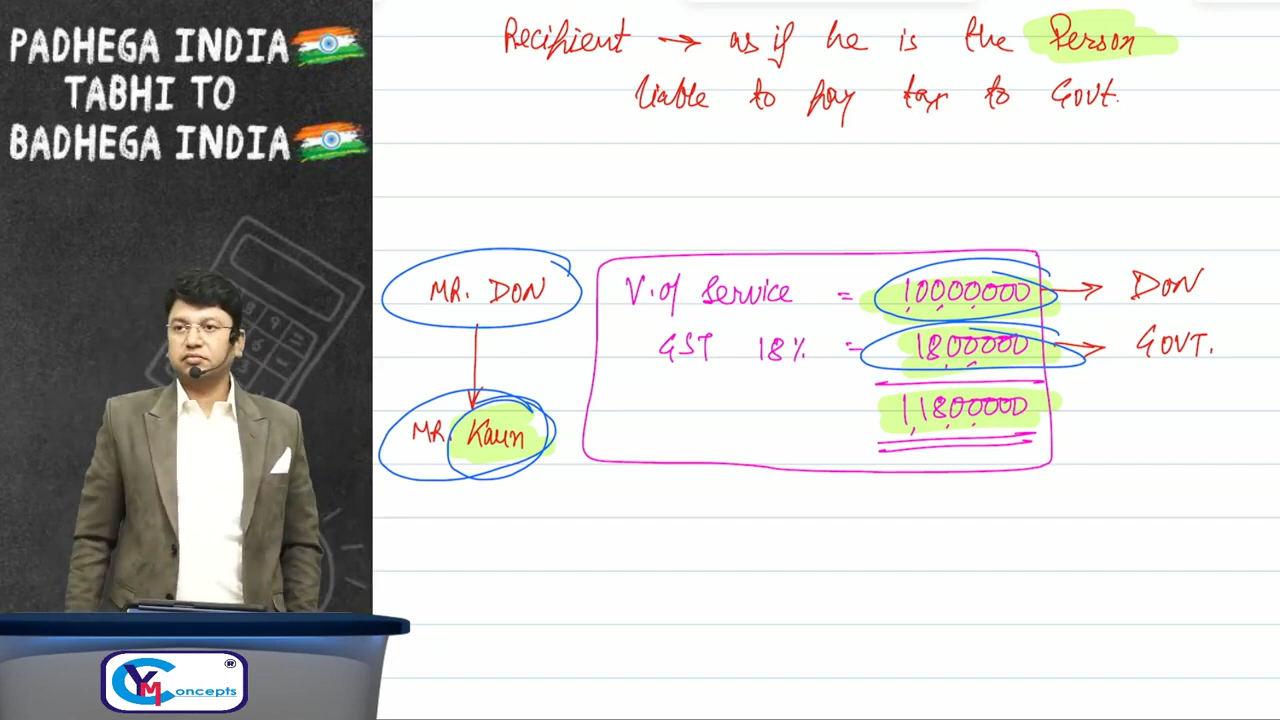 PADHEGA INDIA
TABHI TO
BADHEGA INDIA
Recipient → as if he is the Person
liable to pay tax to Govt.
MR. DON
V. of Service = 10000000 → DON
GST 18% = 1800000 → GOVT.
11800000
MR. Kaun
CYM Concepts ®